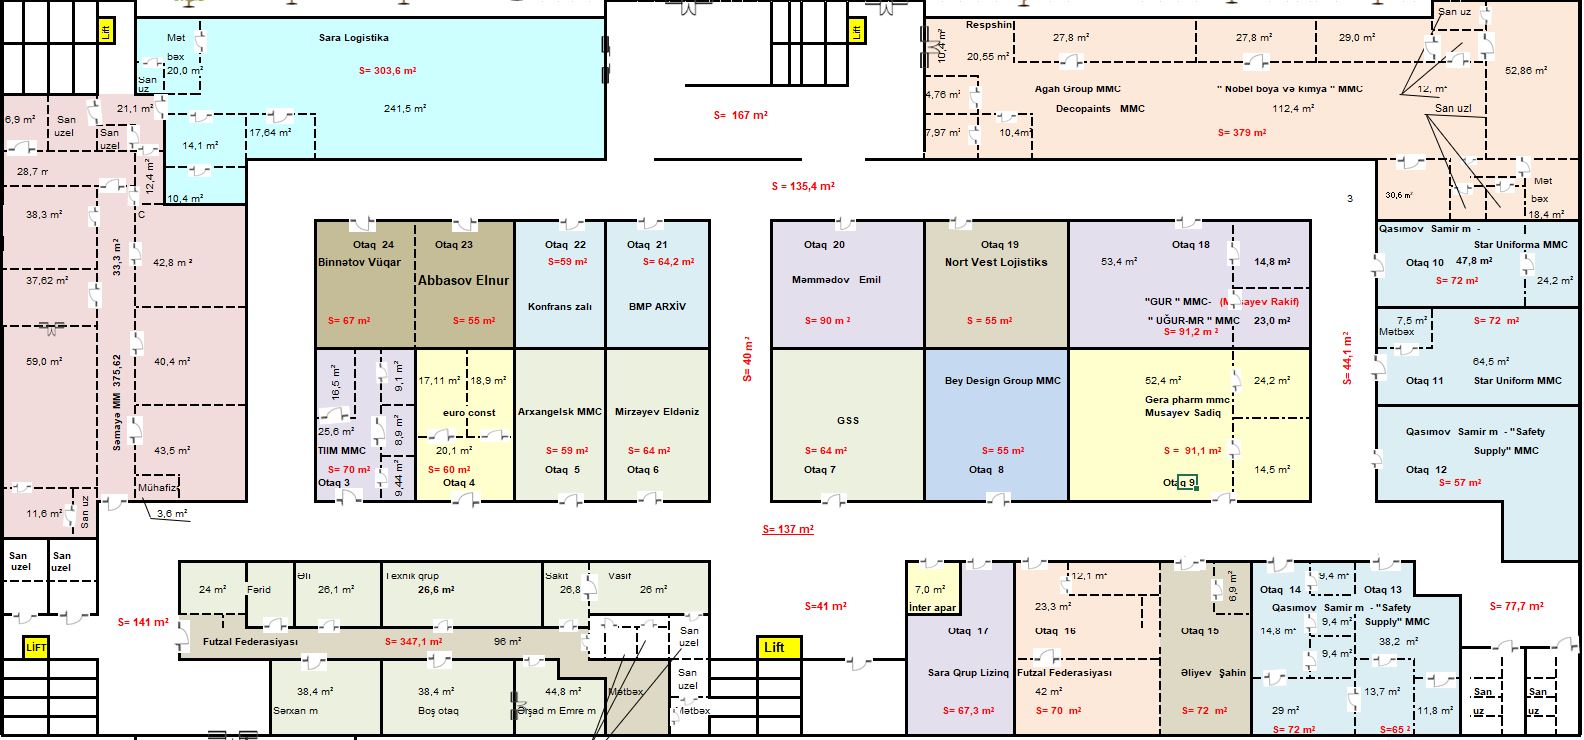 Lift
Mət
bəx
20,0 m²
San
uz
Sara Logistika
S= 303,6 m²
241,5 m²
17,64 m²
14,1 m²
10,4 m²
12,4 m²
Lift
S= 167 m²
Respshin
10,4 m²
20,55 m²
27,8 m²
27,8 m²
29,0 m²
San uz
52,86 m²
4,76 m²
7,97 m²
10,4m²
Agah Group MMC
Decopaints MMC
" Nobel boya və kimya " MMC
112,4 m²
S= 379 m²
12, m²
San uzl
30,6 m²
Mət
bəx
18,4 m²
6,9 m²
San
uzel
21,1 m²
San
uzel
28,7 m
38,3 m²
C
33,3 m²
42,8 m ²
37,62 m²
59,0 m²
Səmayə MM 375,62
40,4 m²
43,5 m²
Mühafiz
3,6 m²
11,6 m²
San uz
S = 135,4 m²
3
Otaq 24
Binnətov Vüqar
S= 67 m²
Otaq 23
Abbasov Elnur
S= 55 m²
Otaq 22
S=59 m²
Konfrans zalı
Otaq 21
S= 64,2 m²
BMP ARXİV
16,5 m²
9,1 m²
25,6 m²
8,9 m²
TIIM MMC
S= 70 m²
Otaq 3
9,44 m²
17,11 m²
18,9 m²
euro const
20,1 m²
S= 60 m²
Otaq 4
Arxangelsk MMC
S= 59 m²
Otaq 5
Mirzəyev Eldəniz
S= 64 m²
Otaq 6
S= 40 m²
Otaq 20
Məmmədov Emil
S= 90 m ²
Otaq 19
Nort Vest Lojistiks
S = 55 m²
Otaq 18
53,4 m²
14,8 m²
"GUR " MMC-
" UĞUR-MR " MMC
23,0 m²
S= 91,2 m ²
GSS
S= 64 m²
Otaq 7
Bey Design Group MMC
S= 55 m²
Otaq 8
52,4 m²
24,2 m²
Gera pharm mmc
Musayev Sadiq
S = 91,1 m²
14,5 m²
Otaq 9
S= 44,1 m²
Qasımov Samir m -
Star Uniforma MMC
Otaq 10
47,8 m²
S= 72 m²
24,2 m²
7,5 m²
Mətbəx
S= 72 m²
64,5 m²
Otaq 11
Star Uniform MMC
Qasımov Samir m - "Safety
Supply" MMC
Otaq 12
S= 57 m²
S= 137 m²
San
uzel
San
uzel
S= 141 m²
LİFT
24 m²
Fərid
Əli
26,1 m²
Texnik qrup
26,6 m²
Sakit
26,8
Vasif
26 m²
Futzal Federasiyası
S= 347,1 m²
96 m²
San
uzel
San
uzel
38,4 m²
Sərxan m
38,4 m²
Boş otaq
44,8 m²
Ərşad m Emre m
Mətbəx
Mətbəx
S=41 m²
Lift
7,0 m²
İnter apar
Otaq 17
Sara Qrup Lizinq
S= 67,3 m²
12,1 m²
23,3 m²
Otaq 16
Futzal Federasiyası
42 m²
S= 70 m²
6,9 m²
Otaq 15
Əliyev Şahin
S= 72 m²
Otaq 14
9,4 m²
Otaq 13
Qasımov Samir m - "Safety
Supply" MMC
14,8 m²
9,4 m²
38,2 m²
9,4 m²
13,7 m²
29 m²
11,8 m²
S= 72 m²
S=65 ²
S= 77,7 m²
San
uz
San
uz